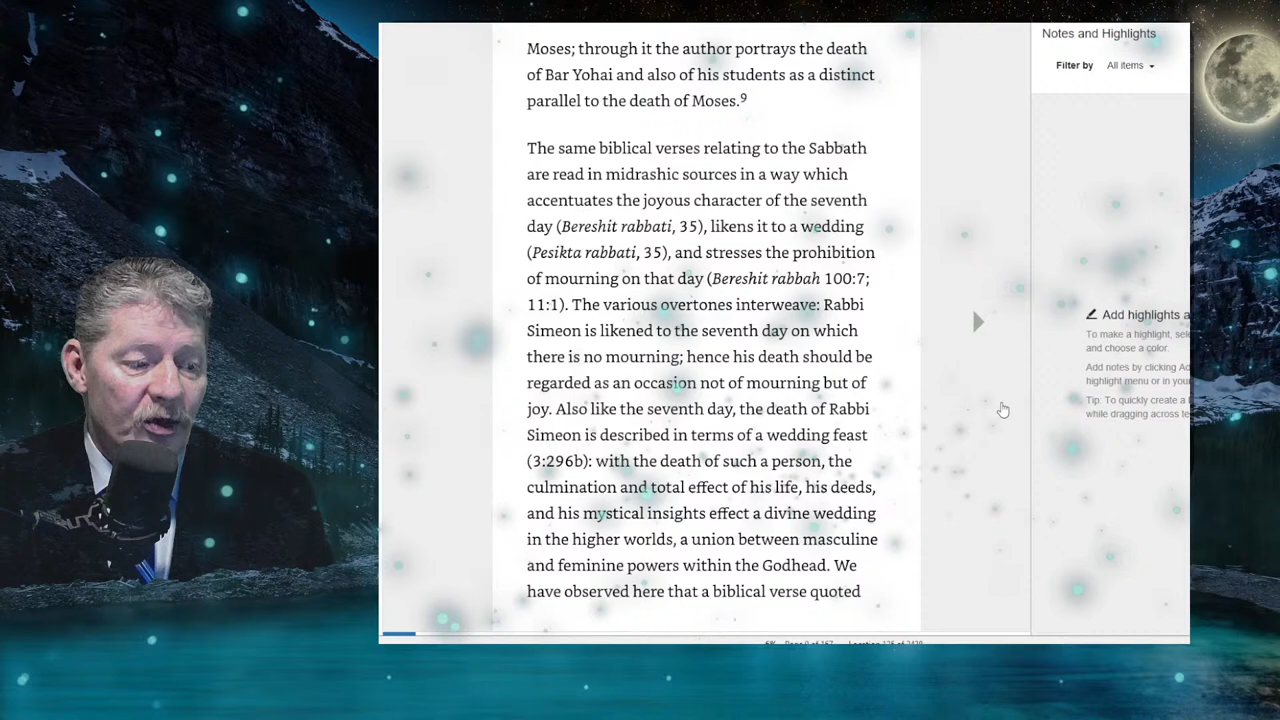 Moses; through it the author portrays the death
of Bar Yohai and also of his students as a distinct
parallel to the death of Moses.9
The same biblical verses relating to the Sabbath
are read in midrashic sources in a way which
accentuates the joyous character of the seventh
day (Bereshit rabbati, 35), likens it to a wedding
(Pesikta rabbati, 35), and stresses the prohibition
of mourning on that day (Bereshit rabbah 100:7;
11:1). The various overtones interweave: Rabbi
Simeon is likened to the seventh day on which
there is no mourning; hence his death should be
regarded as an occasion not of mourning but of
joy. Also like the seventh day, the death of Rabbi
Simeon is described in terms of a wedding feast
(3:296b): with the death of such a person, the
culmination and total effect of his life, his deeds,
and his mystical insights effect a divine wedding
in the higher worlds, a union between masculine
and feminine powers within the Godhead. We
have observed here that a biblical verse quoted
Notes and Highlights
Filter by All items
Add highlights a
To make a highlight, sele
and choose a color.
Add notes by clicking Ad
highlight menu or in your
Tip: To quickly create a
while dragging across te